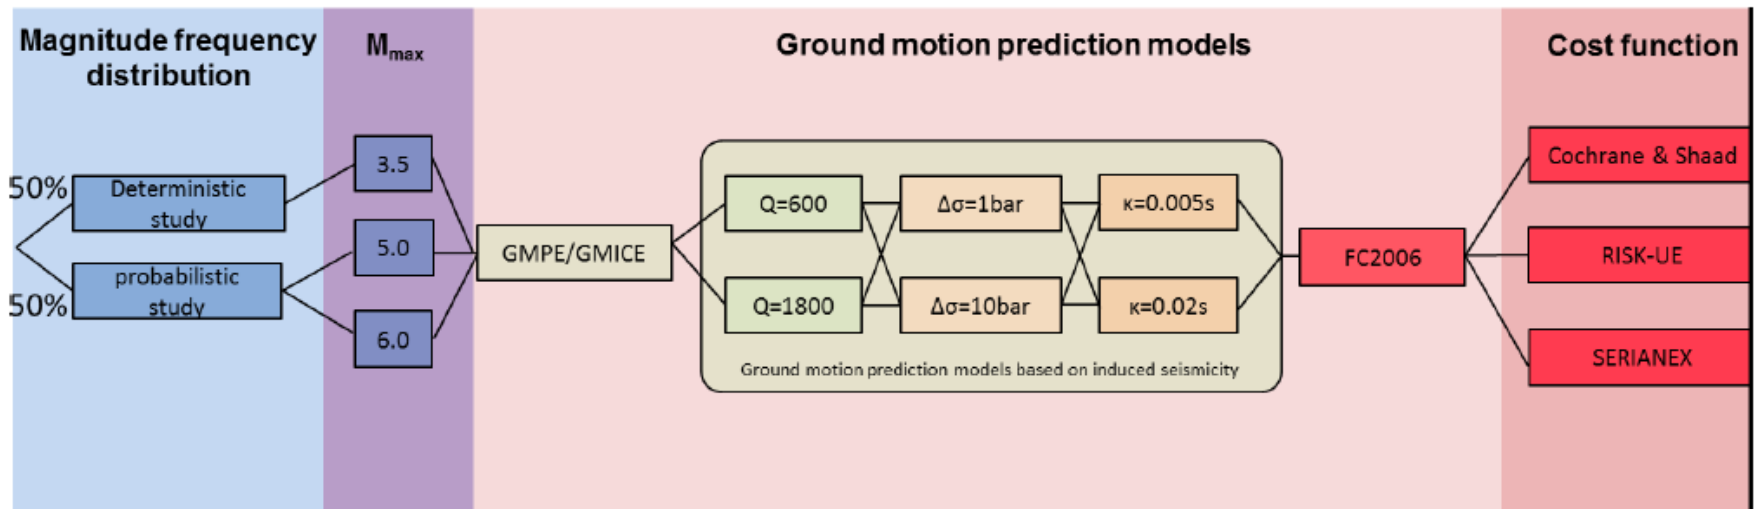 Magnitude frequency
distribution
Mmax
Ground motion prediction models
Cost function
50%
Deterministic
study
50%
probabilistic
study
3.5
5.0
6.0
GMPE/GMICE
Q=600
Q=1800
Δσ=1bar
Δσ=10bar
κ=0.005s
κ=0.02s
Ground motion prediction models based on induced seismicity
FC2006
Cochrane & Shaad
RISK-UE
SERIANEX